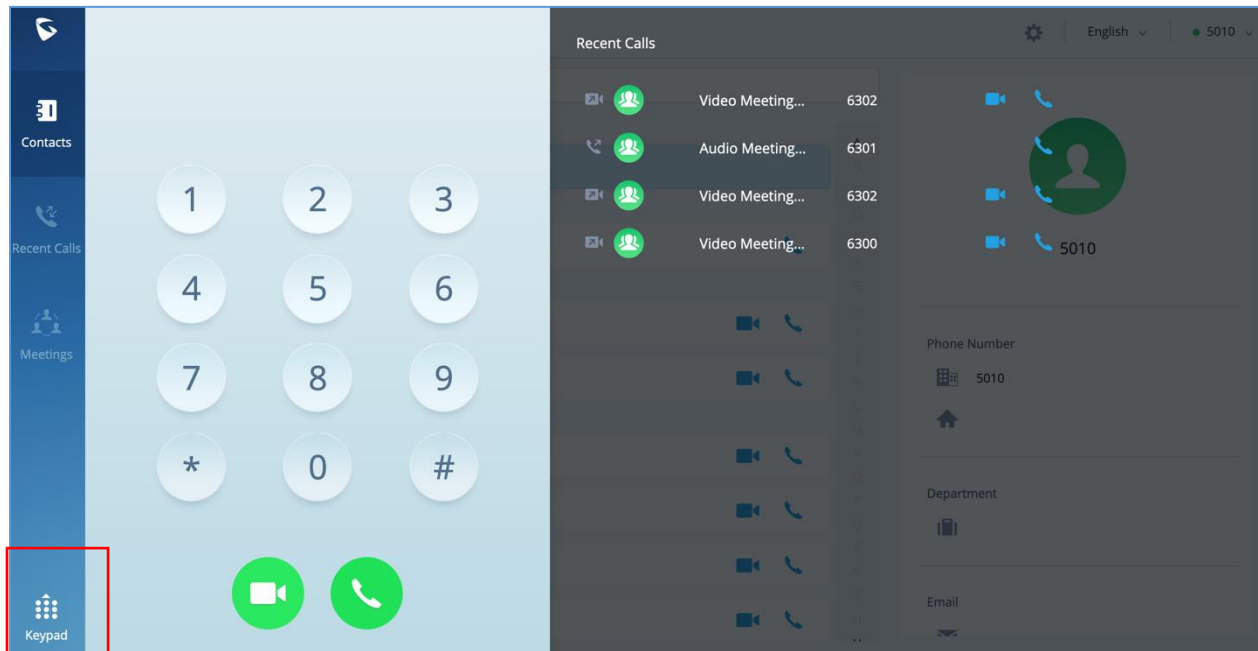 Contacts
Recent Calls
Meetings
Keypad
1 2 3
4 5 6
7 8 9
* 0 #
Recent Calls
Video Meeting... 6302
Audio Meeting... 6301
Video Meeting... 6302
Video Meeting... 6300
English
5010
5010
Phone Number
5010
Department
Email